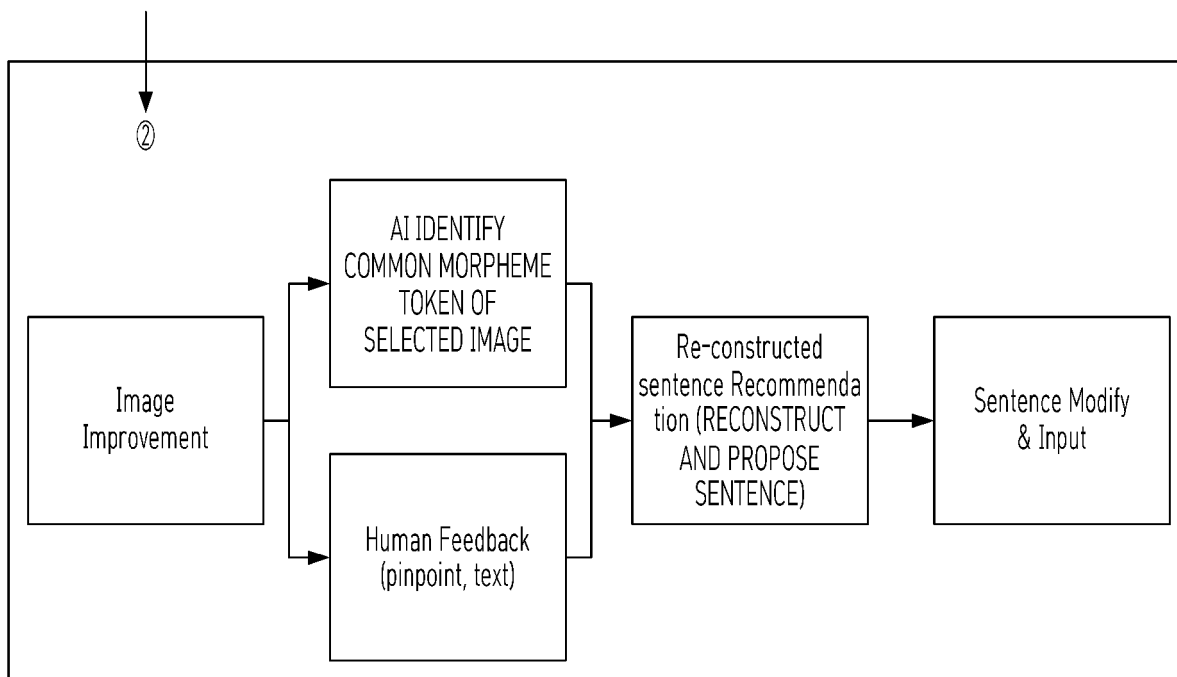 ②
AI IDENTIFY
COMMON MORPHEME
TOKEN OF
SELECTED IMAGE
Image
Improvement
Human Feedback
(pinpoint, text)
Re-constructed
sentence Recommenda
tion (RECONSTRUCT
AND PROPOSE
SENTENCE)
Sentence Modify
& Input